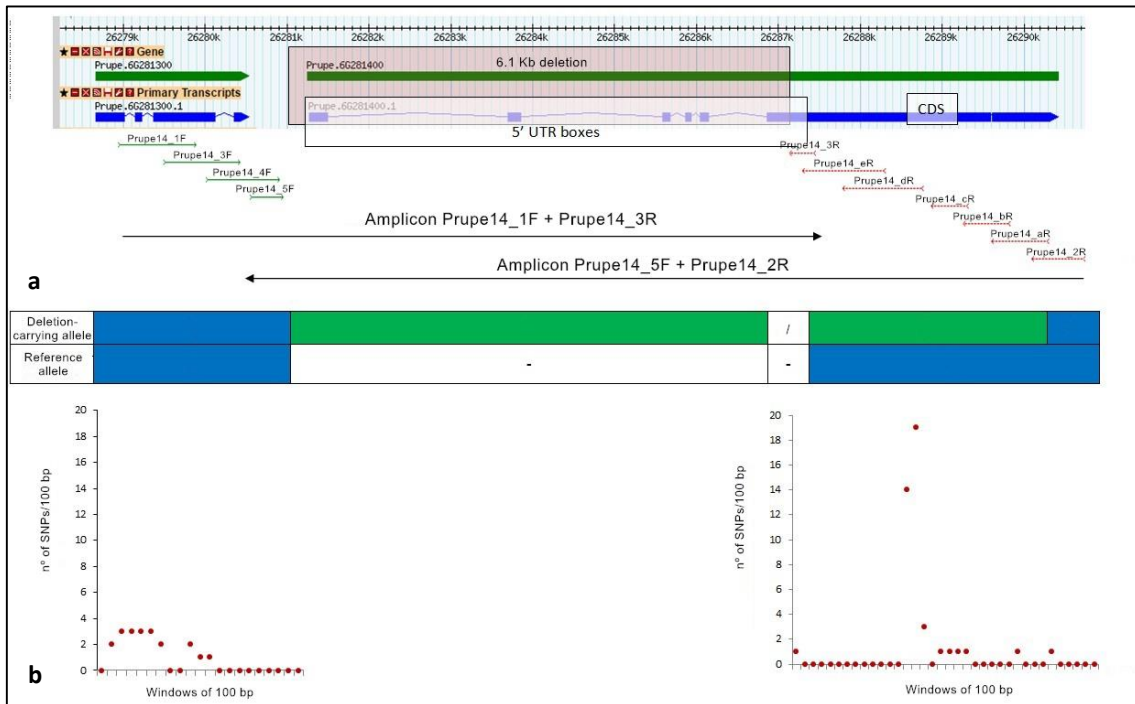 26279k 26280k 26281k 26282k 26283k 26284k 26285k 26286k 26287k 26288k 26289k 26290k
Gene
Prupe.6G281300 Prupe.6G281400
6.1 Kb deletion
Primary Transcripts
Prupe.6G281300.1 Prupe.6G281400.1
CDS
5' UTR boxes
Prupe14_1F
Prupe14_3F
Prupe14_4F
Prupe14_5F
Prupe14_3R
Prupe14_eR
Prupe14_dR
Prupe14_cR
Prupe14_bR
Prupe14_aR
Prupe14_2R
Amplicon Prupe14_1F + Prupe14_3R
Amplicon Prupe14_5F + Prupe14_2R
a
Deletion-
carrying allele
/
Reference
allele
- -
20
18
16
14
12
10
8
6
4
2
0
nº of SNPs/100 bp
Windows of 100 bp
20
18
16
14
12
10
8
6
4
2
0
nº of SNPs/100 bp
Windows of 100 bp
b